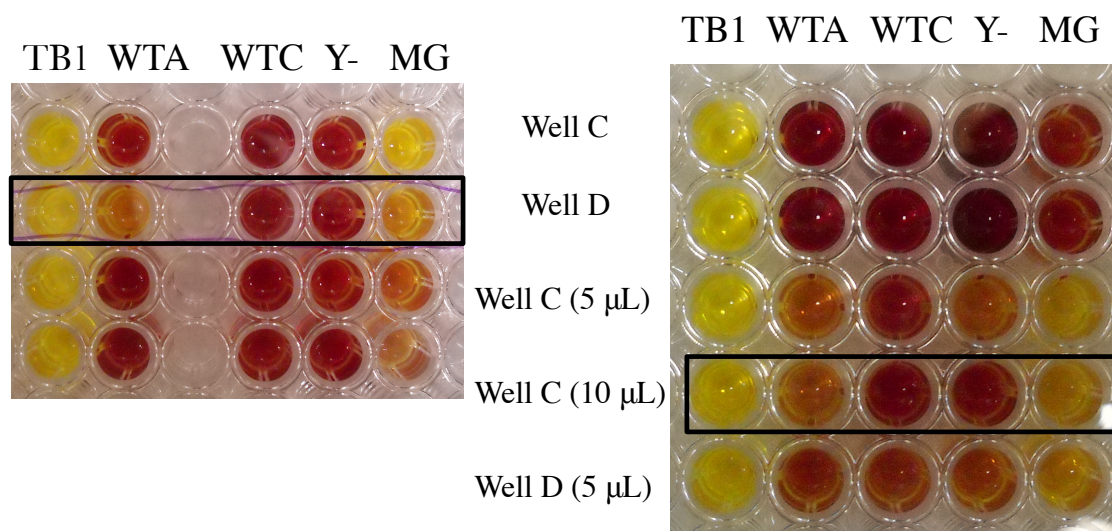 TB1 WTA WTC Y- MG
TB1 WTA WTC Y- MG
Well C
Well D
Well C (5 μL)
Well C (10 μL)
Well D (5 μL)